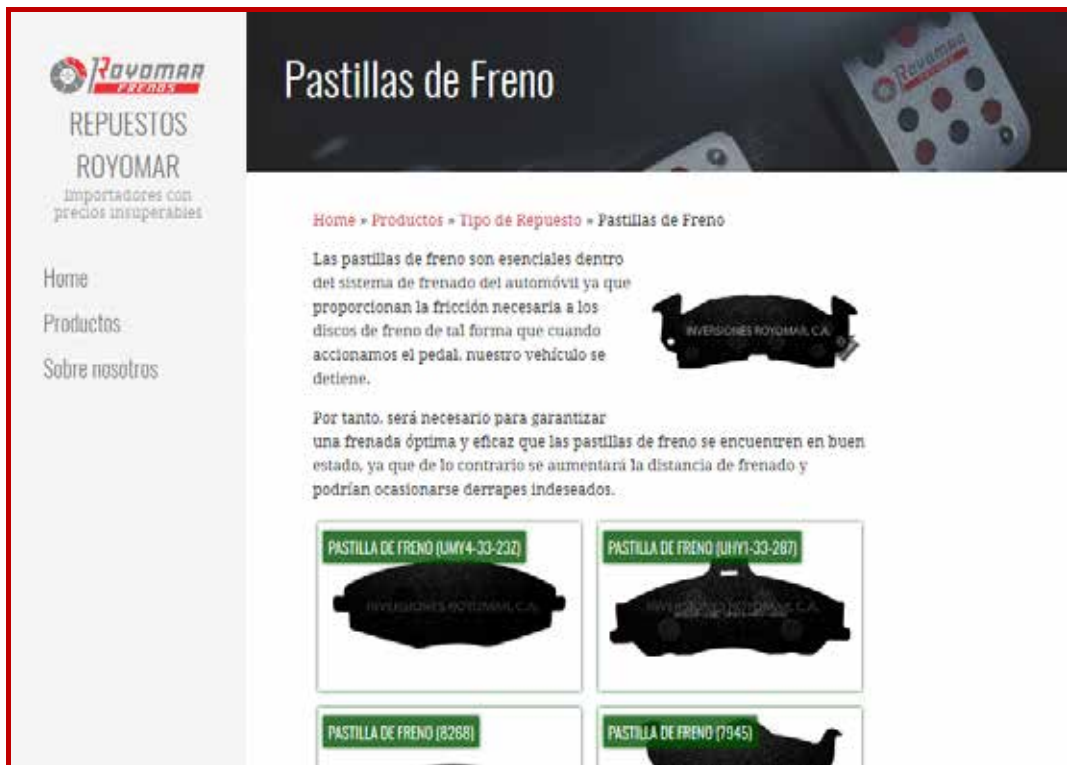 ROYOMAR
FRENOS
REPUESTOS
ROYOMAR
Importadores con
precios insuperables
Home
Productos
Sobre nosotros
Pastillas de Freno
Royomar
Home » Productos » Tipo de Repuesto » Pastillas de Freno
Las pastillas de freno son esenciales dentro
del sistema de frenado del automóvil ya que
proporcionan la fricción necesaria a los
discos de freno de tal forma que cuando
accionamos el pedal, nuestro vehículo se
detiene.
INVERSIONES ROYOMAR, C.A.
Por tanto, será necesario para garantizar
una frenada óptima y eficaz que las pastillas de freno se encuentren en buen
estado, ya que de lo contrario se aumentará la distancia de frenado y
podrían ocasionarse derrapes indeseados.
PASTILLA DE FRENO (UMY4-33-23Z)
INVERSIONES ROYOMAR, C.A.
PASTILLA DE FRENO (UHY1-33-287)
INVERSIONES ROYOMAR, C.A.
PASTILLA DE FRENO (8268)
PASTILLA DE FRENO (7945)